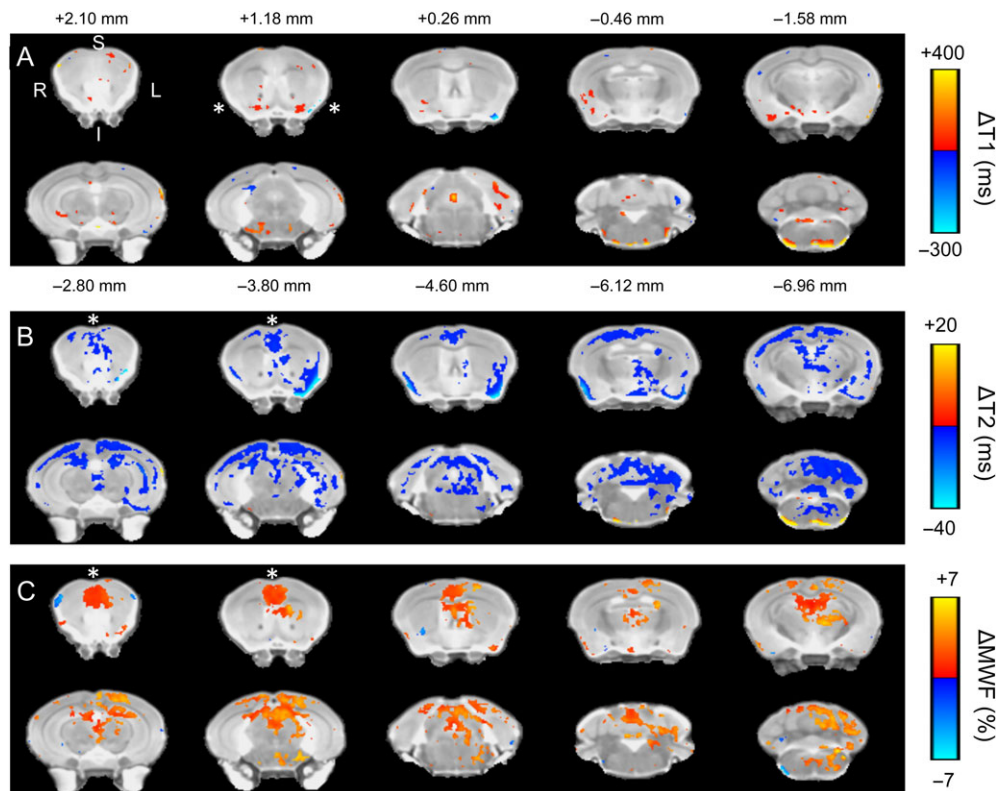 +2.10 mm +1.18 mm +0.26 mm –0.46 mm –1.58 mm
A S +400
R L * *
I
ΔT1 (ms)
–300
–2.80 mm –3.80 mm –4.60 mm –6.12 mm –6.96 mm
B * * +20
ΔT2 (ms)
–40
C * * +7
ΔMWF (%)
–7